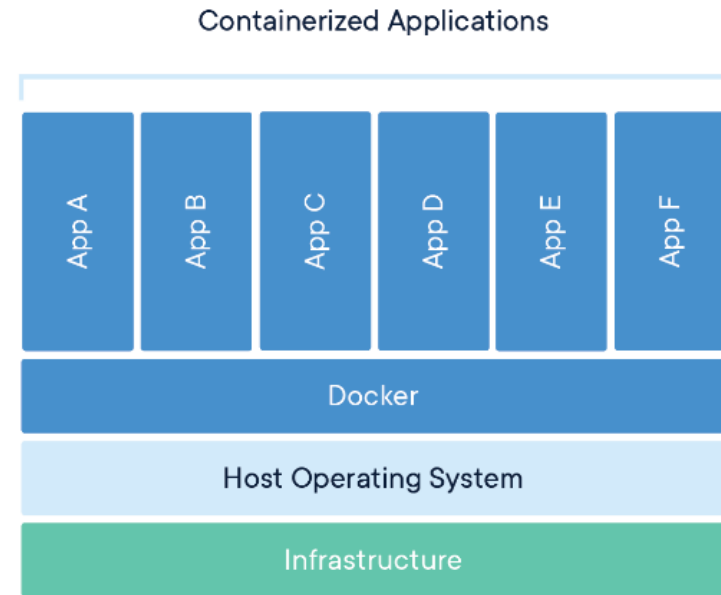 Containerized Applications
App A
App B
App C
App D
App E
App F
Docker
Host Operating System
Infrastructure